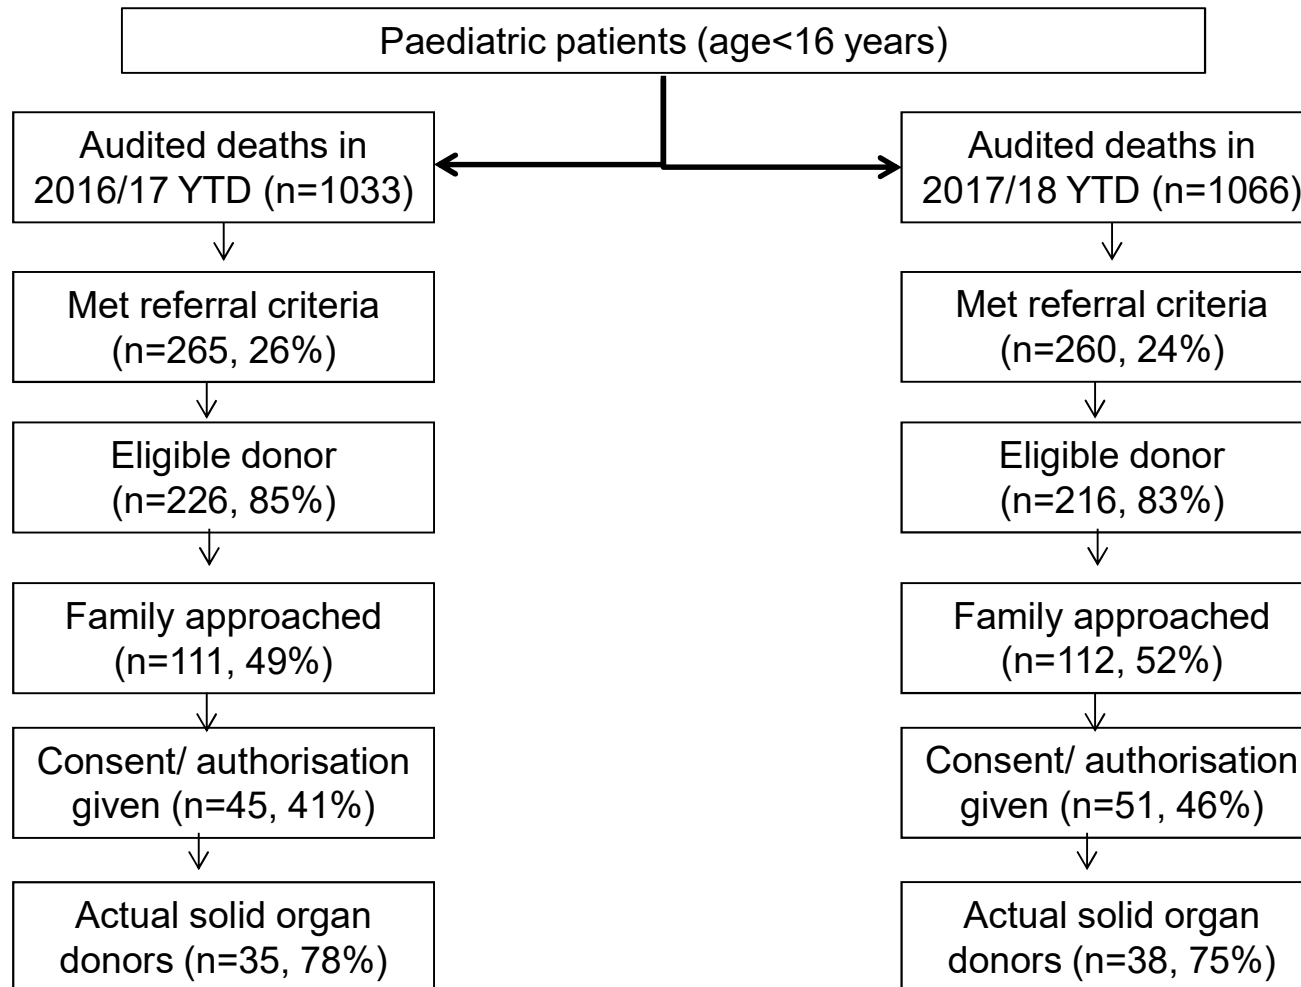 Paediatric patients (age<16 years)
Audited deaths in
2016/17 YTD (n=1033)
Met referral criteria
(n=265, 26%)
Eligible donor
(n=226, 85%)
Family approached
(n=111, 49%)
Consent/ authorisation
given (n=45, 41%)
Actual solid organ
donors (n=35, 78%)
Audited deaths in
2017/18 YTD (n=1066)
Met referral criteria
(n=260, 24%)
Eligible donor
(n=216, 83%)
Family approached
(n=112, 52%)
Consent/ authorisation
given (n=51, 46%)
Actual solid organ
donors (n=38, 75%)